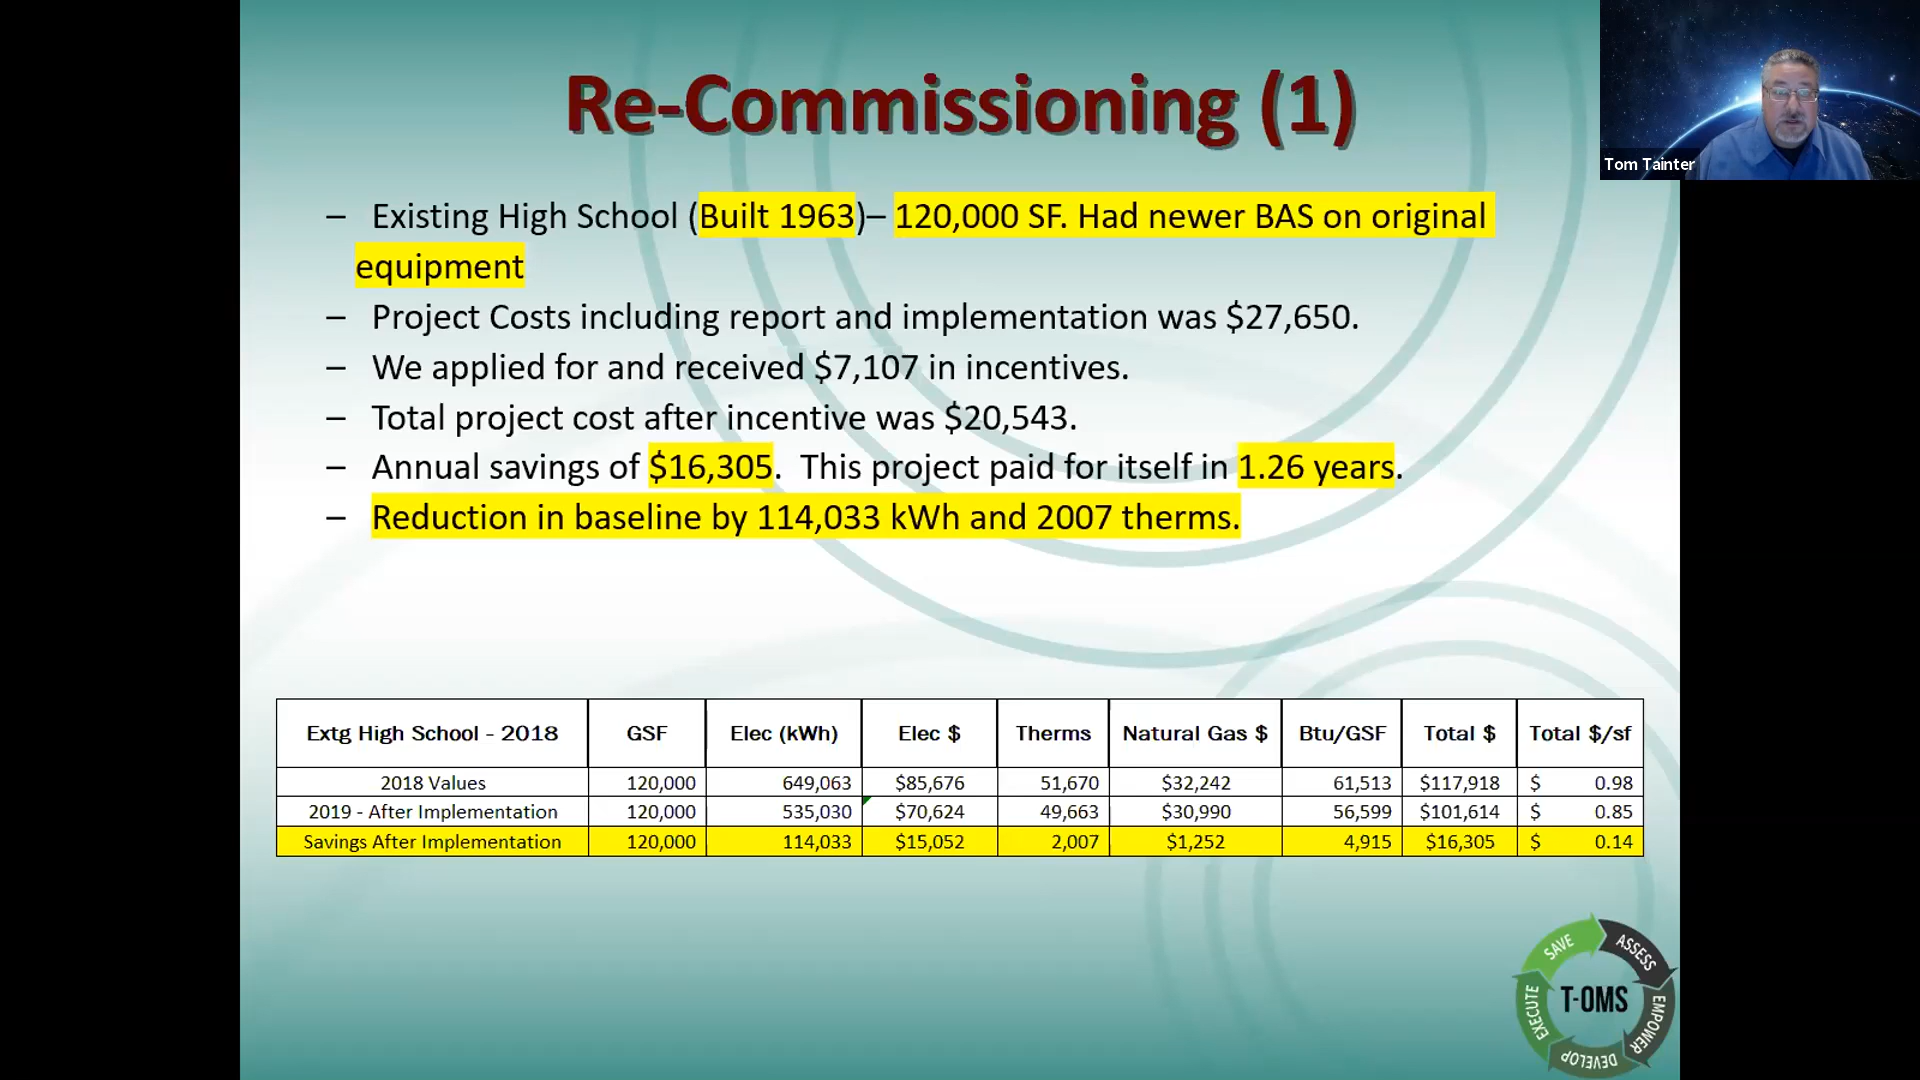 Re-Commissioning (1)
Tom Tainter
– Existing High School (Built 1963)– 120,000 SF. Had newer BAS on original
equipment
– Project Costs including report and implementation was $27,650.
– We applied for and received $7,107 in incentives.
– Total project cost after incentive was $20,543.
– Annual savings of $16,305. This project paid for itself in 1.26 years.
– Reduction in baseline by 114,033 kWh and 2007 therms.
Extg High School - 2018 GSF Elec (kWh) Elec $ Therms Natural Gas $ Btu/GSF Total $ Total $/sf
2018 Values 120,000 649,063 $85,676 51,670 $32,242 61,513 $117,918 $ 0.98
2019 - After Implementation 120,000 535,030 $70,624 49,663 $30,990 56,599 $101,614 $ 0.85
Savings After Implementation 120,000 114,033 $15,052 2,007 $1,252 4,915 $16,305 $ 0.14
SAVE
ASSESS
T-OMS
EXECUTE
EMPOWER
DEVELOP